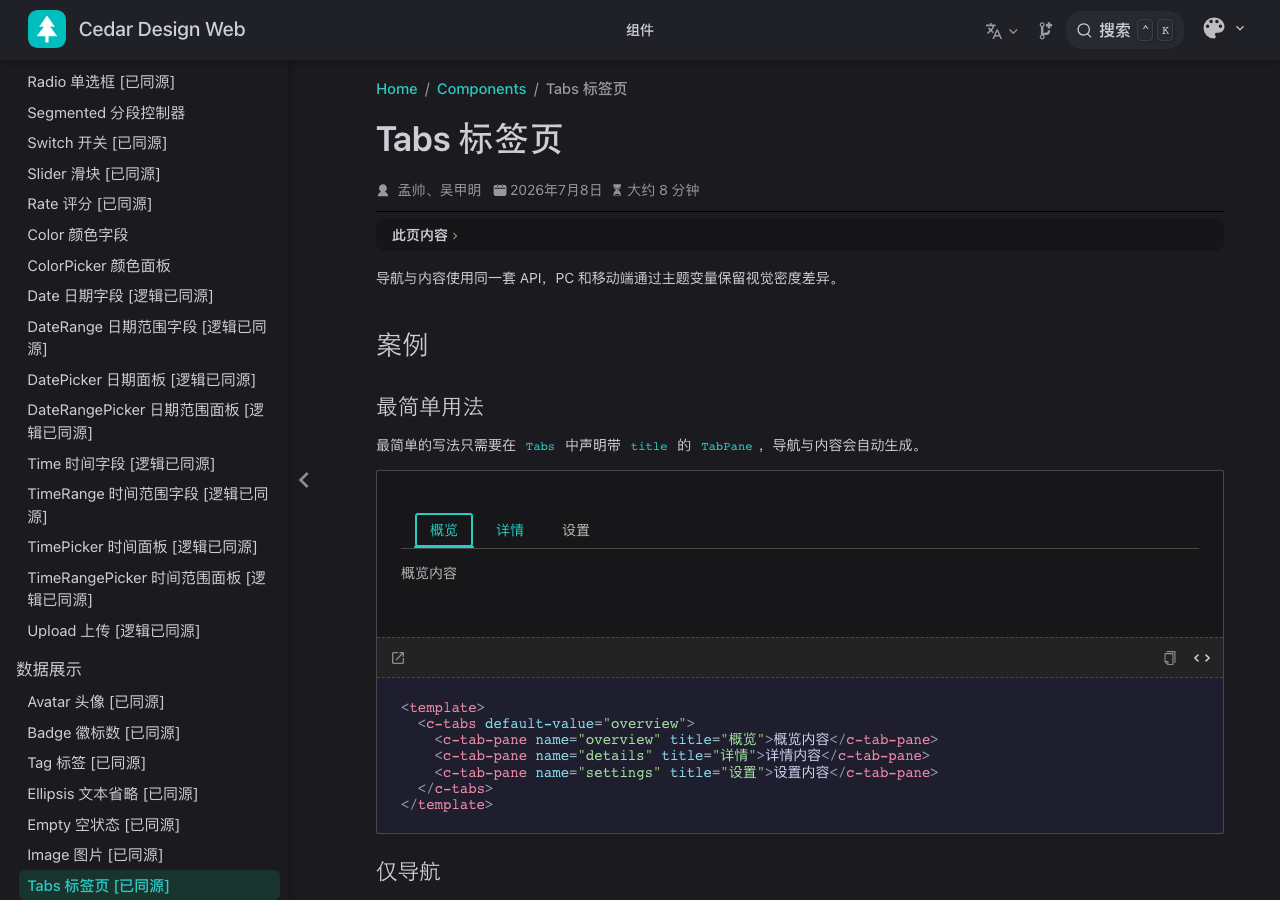 Cedar Design Web
组件
搜索
^
K
Radio 单选框 [已同源]
Segmented 分段控制器
Switch 开关 [已同源]
Slider 滑块 [已同源]
Rate 评分 [已同源]
Color 颜色字段
ColorPicker 颜色面板
Date 日期字段 [逻辑已同源]
DateRange 日期范围字段 [逻辑已同
源]
DatePicker 日期面板 [逻辑已同源]
DateRangePicker 日期范围面板 [逻
辑已同源]
Time 时间字段 [逻辑已同源]
TimeRange 时间范围字段 [逻辑已同
源]
TimePicker 时间面板 [逻辑已同源]
TimeRangePicker 时间范围面板 [逻
辑已同源]
Upload 上传 [逻辑已同源]
数据展示
Avatar 头像 [已同源]
Badge 徽标数 [已同源]
Tag 标签 [已同源]
Ellipsis 文本省略 [已同源]
Empty 空状态 [已同源]
Image 图片 [已同源]
Tabs 标签页 [已同源]
Home / Components / Tabs 标签页
Tabs 标签页
孟帅、吴甲明 2026年7月8日 大约 8 分钟
此页内容 ›
导航与内容使用同一套 API，PC 和移动端通过主题变量保留视觉密度差异。
案例
最简单用法
最简单的写法只需要在 Tabs 中声明带 title 的 TabPane ，导航与内容会自动生成。
概览 详情 设置
概览内容
<template>
  <c-tabs default-value="overview">
    <c-tab-pane name="overview" title="概览">概览内容</c-tab-pane>
    <c-tab-pane name="details" title="详情">详情内容</c-tab-pane>
    <c-tab-pane name="settings" title="设置">设置内容</c-tab-pane>
  </c-tabs>
</template>
仅导航